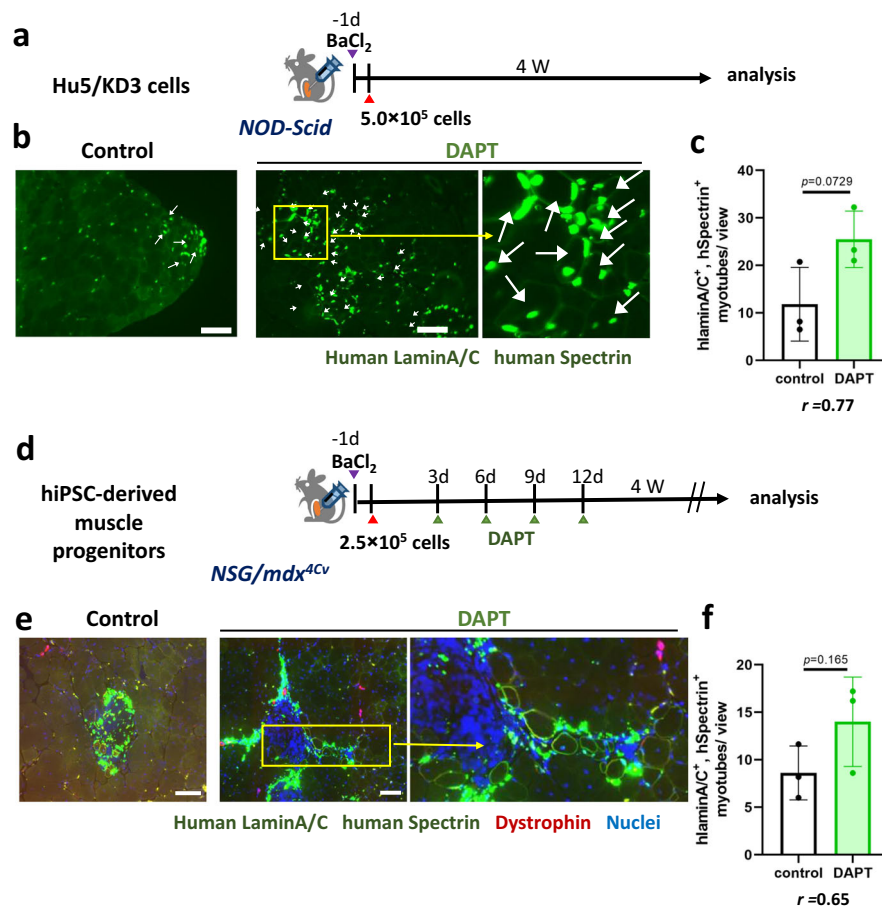 a
-1d
BaCl2
Hu5/KD3 cells
4 W
analysis
5.0×10⁵ cells
NOD-Scid
b
Control
DAPT
Human LaminA/C human Spectrin
c
hlaminA/C⁺, hSpectrin⁺
myotubes/ view
40
30
20
10
0
p=0.0729
control DAPT
r =0.77
d
-1d
BaCl2
hiPSC-derived
muscle
progenitors
3d 6d 9d 12d
4 W
analysis
2.5×10⁵ cells
DAPT
NSG/mdx⁴ᶜᵛ
e
Control
DAPT
Human LaminA/C human Spectrin Dystrophin Nuclei
f
hlaminA/C⁺, hSpectrin⁺
myotubes/ view
20
15
10
5
0
p=0.165
control DAPT
r =0.65